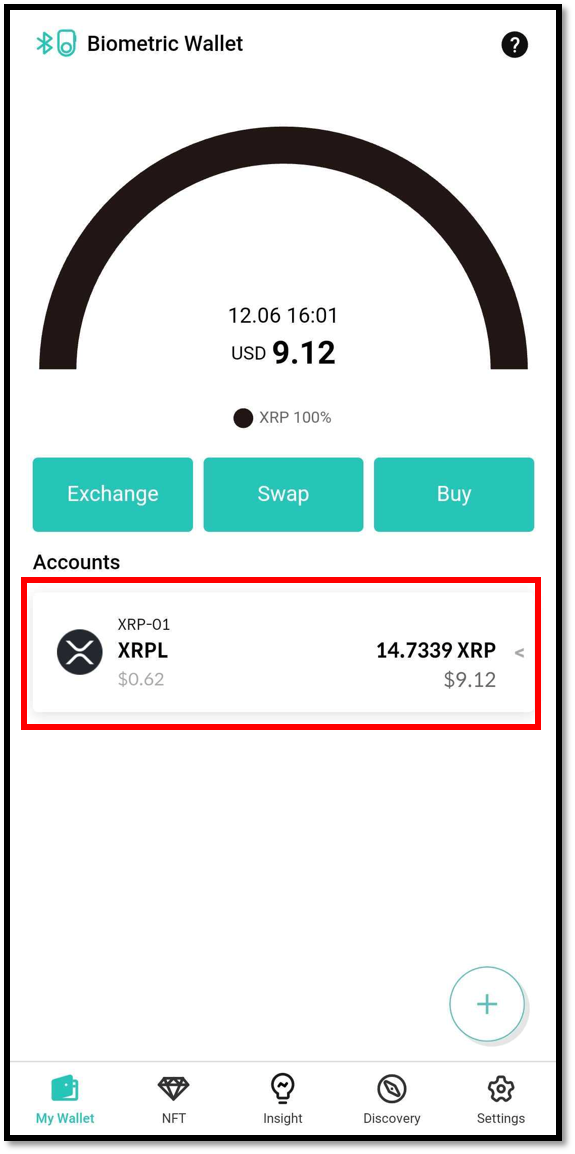 Biometric Wallet
?
12.06 16:01
USD 9.12
XRP 100%
Exchange
Swap
Buy
Accounts
XRP-01
XRPL
14.7339 XRP
<
$0.62
$9.12
+
My Wallet
NFT
Insight
Discovery
Settings